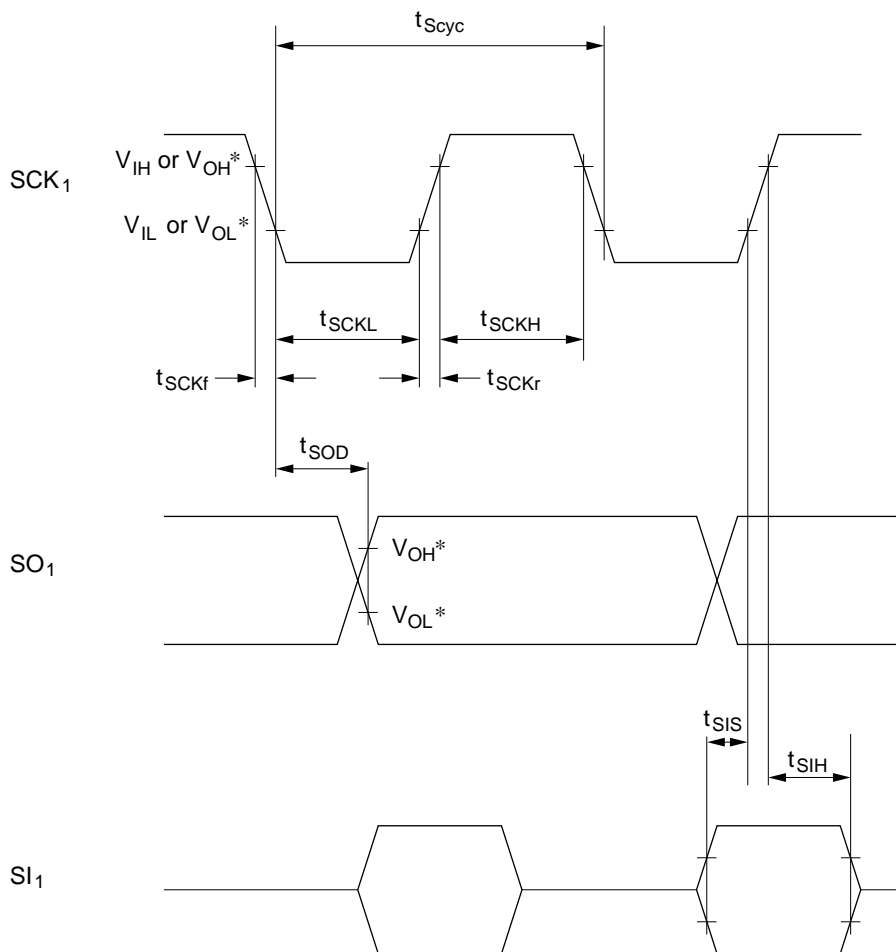 tScyc
VIH or VOH*
SCK1
VIL or VOL*
tSCKL
tSCKH
tSCKf
tSCKr
tSOD
VOH*
SO1
VOL*
tSIS
tSIH
SI1